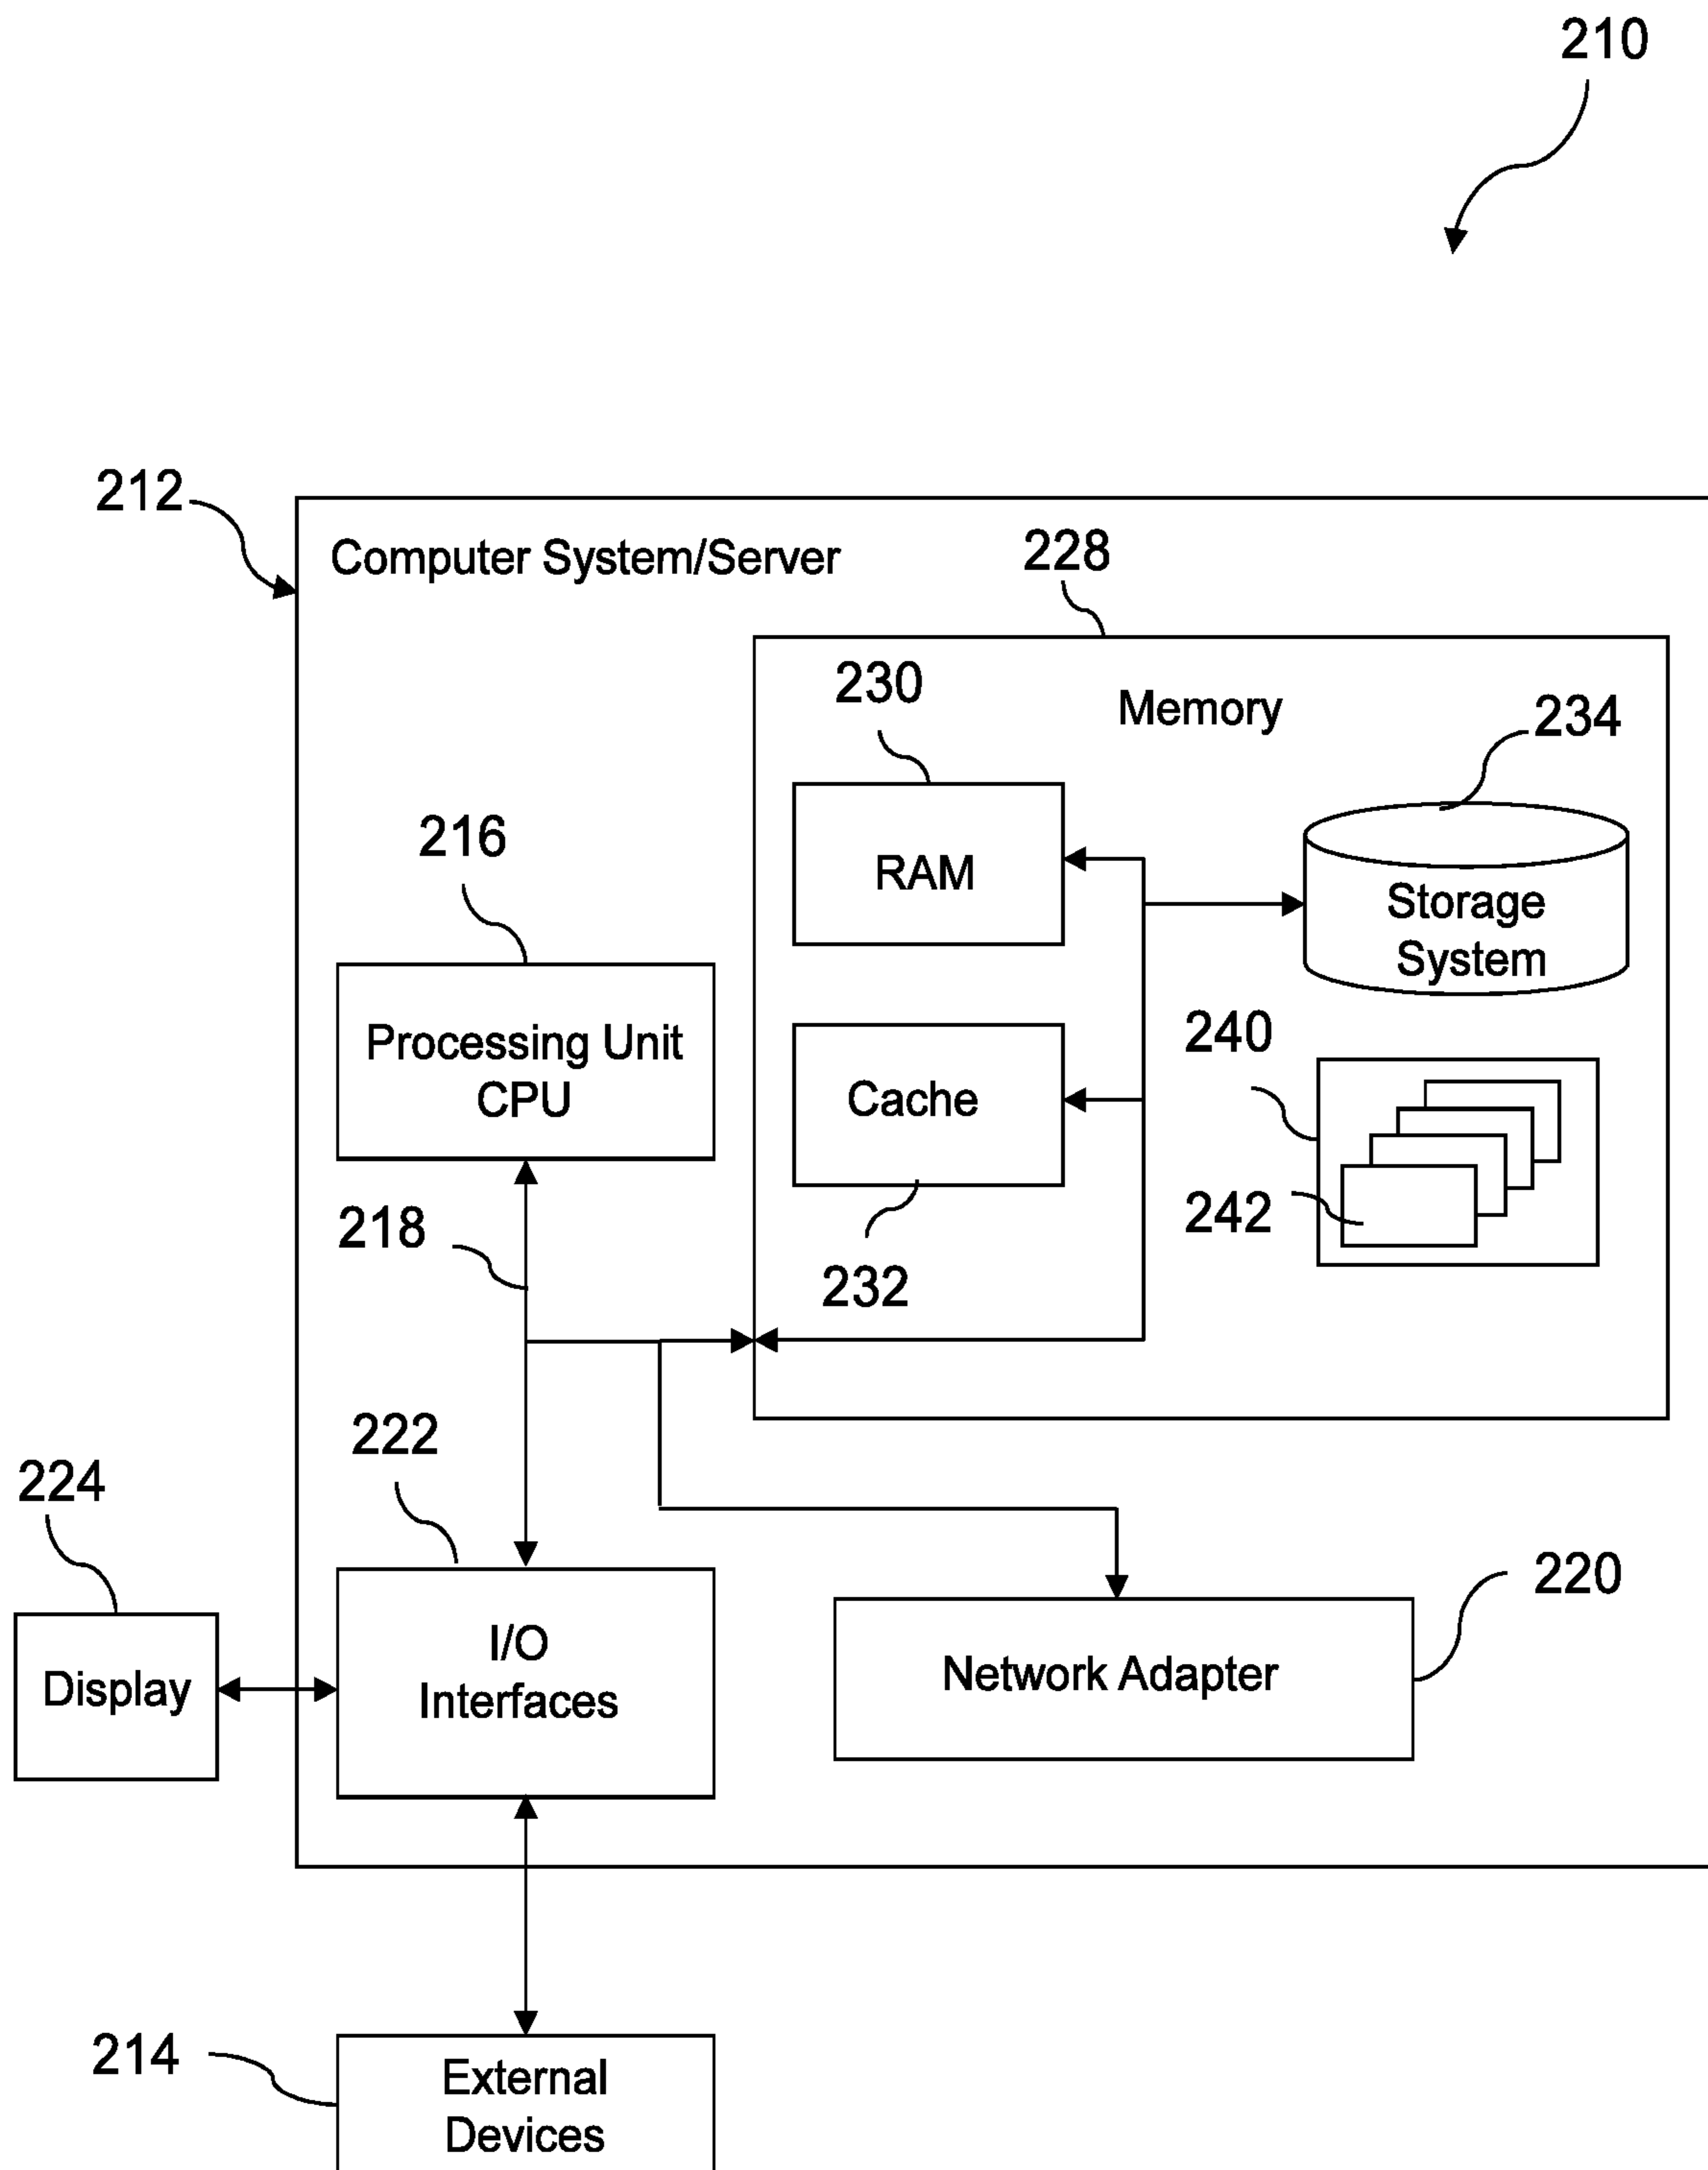 210
212
Computer System/Server
228
230
Memory
234
216
RAM
Storage
System
Processing Unit
CPU
240
Cache
218
242
232
222
224
220
I/O
Interfaces
Network Adapter
Display
214
External
Devices